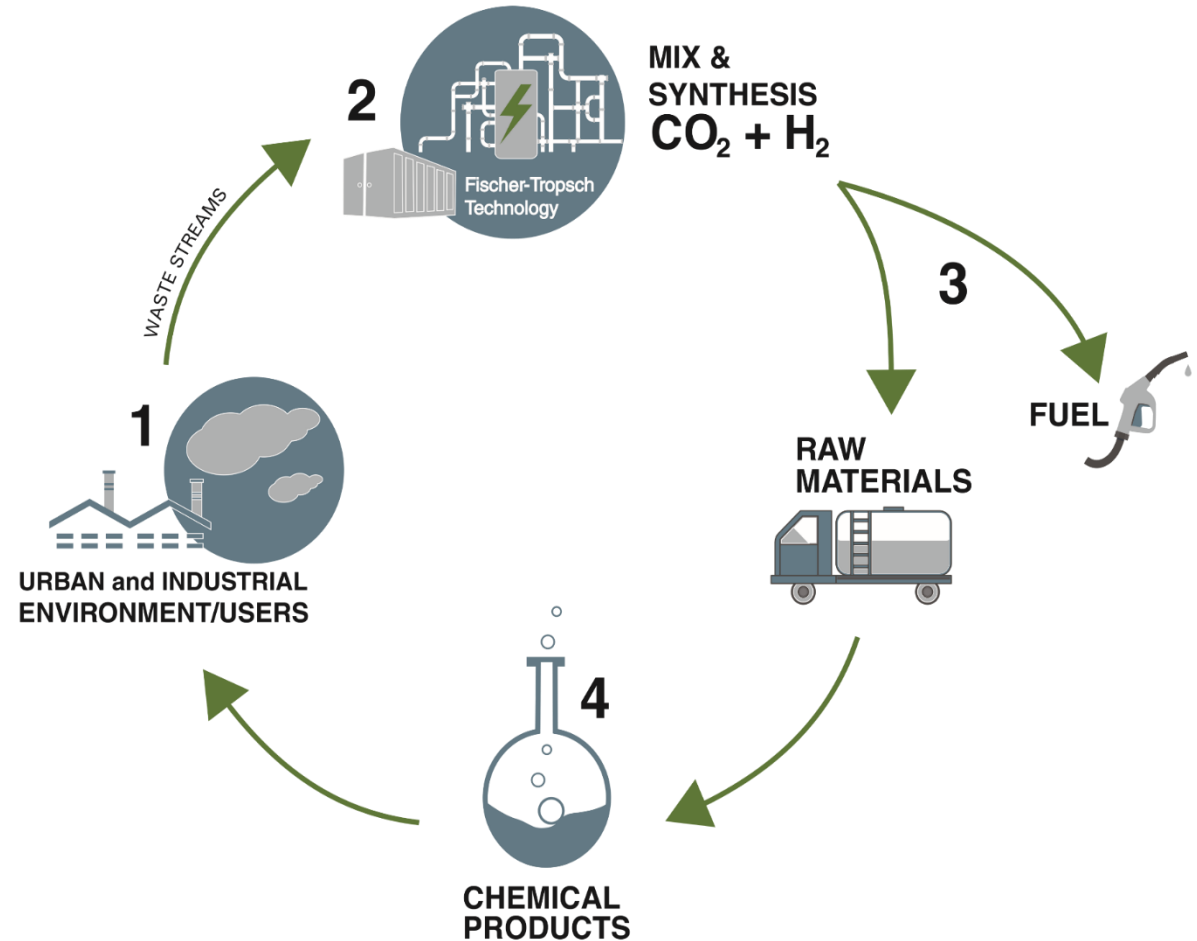 2
MIX &
SYNTHESIS
CO₂ + H₂
Fischer-Tropsch
Technology
WASTE STREAMS
3
FUEL
1
RAW
MATERIALS
URBAN and INDUSTRIAL
ENVIRONMENT/USERS
4
CHEMICAL
PRODUCTS